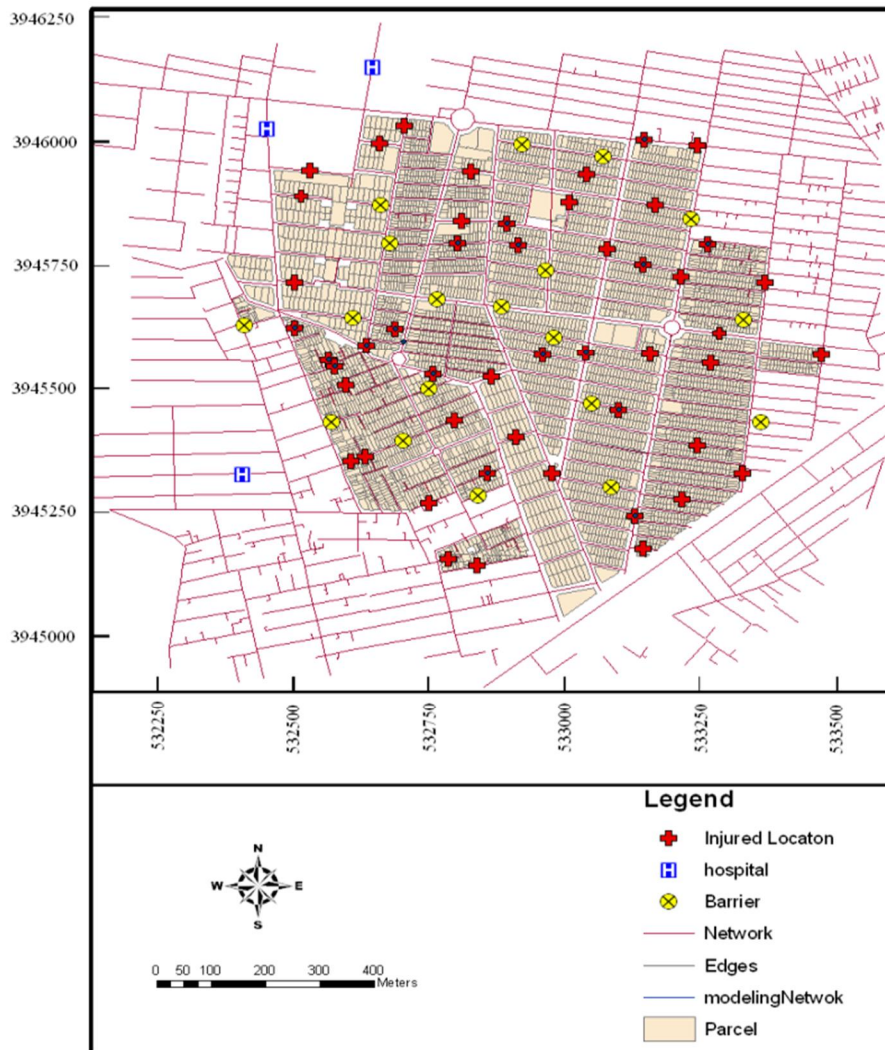 3946250
3946000
3945750
3945500
3945250
3945000
532250
532500
532750
533000
533250
533500
H
H
H
N
W
E
S
0 50 100 200 300 400
Meters
Legend
Injured Locaton
H hospital
Barrier
Network
Edges
modelingNetwok
Parcel